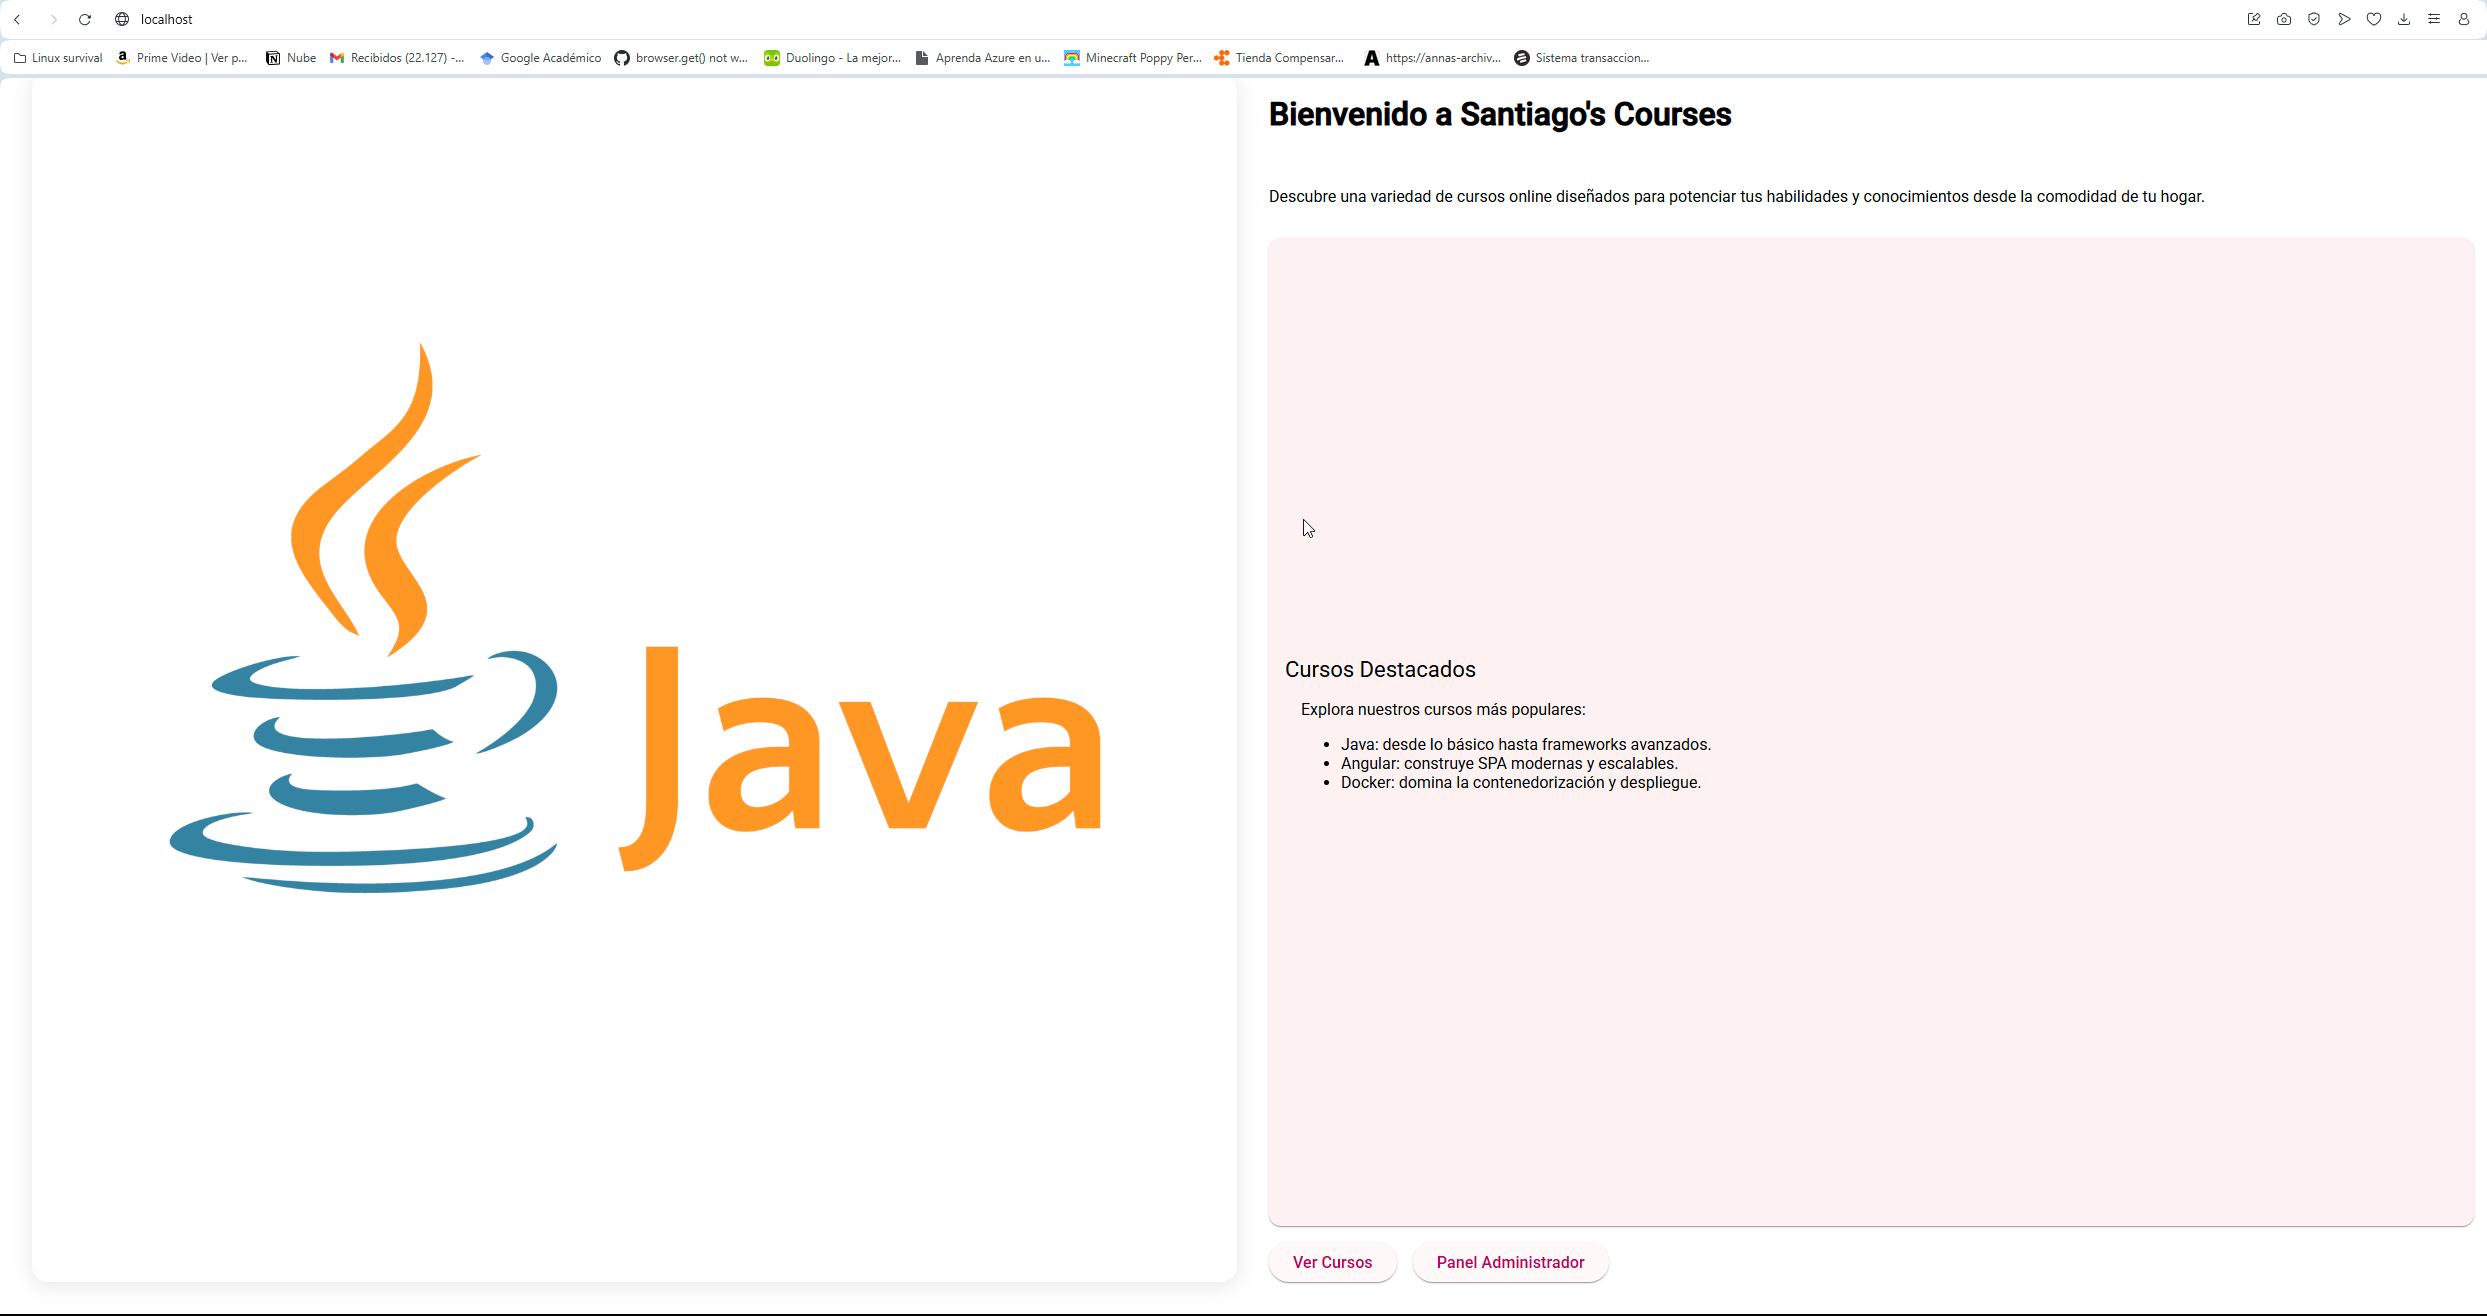 localhost
Linux survival
Prime Video | Ver p...
Nube
Recibidos (22.127) -...
Google Académico
browser.get() not w...
Duolingo - La mejor...
Aprenda Azure en u...
Minecraft Poppy Per...
Tienda Compensar...
https://annas-archiv...
Sistema transaccion...
Java
Bienvenido a Santiago's Courses
Descubre una variedad de cursos online diseñados para potenciar tus habilidades y conocimientos desde la comodidad de tu hogar.
Cursos Destacados
Explora nuestros cursos más populares:
• Java: desde lo básico hasta frameworks avanzados.
• Angular: construye SPA modernas y escalables.
• Docker: domina la contenedorización y despliegue.
Ver Cursos
Panel Administrador